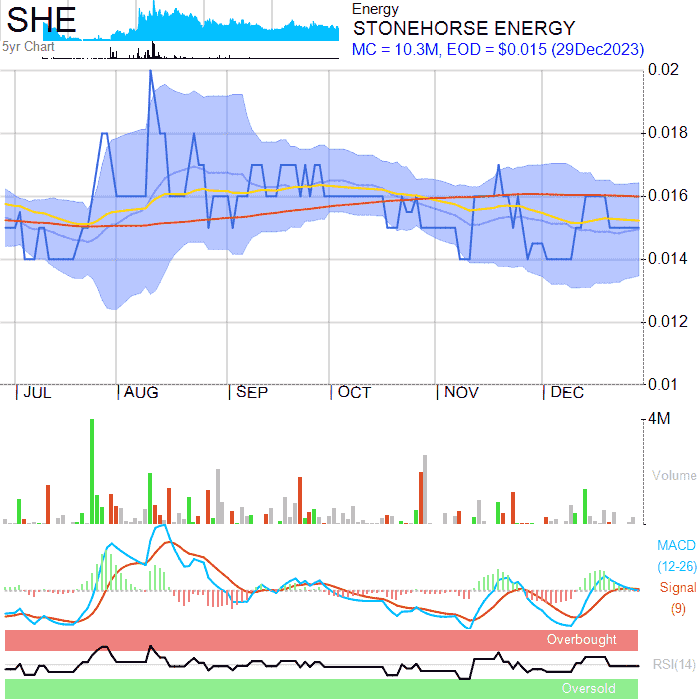 SHE
5yr Chart
Energy
STONEHORSE ENERGY
MC = 10.3M, EOD = $0.015 (29Dec2023)
0.02
0.018
0.016
0.014
0.012
0.01
JUL AUG SEP OCT NOV DEC
4M
Volume
MACD
(12-26)
Signal
(9)
Overbought
RSI(14)
Oversold